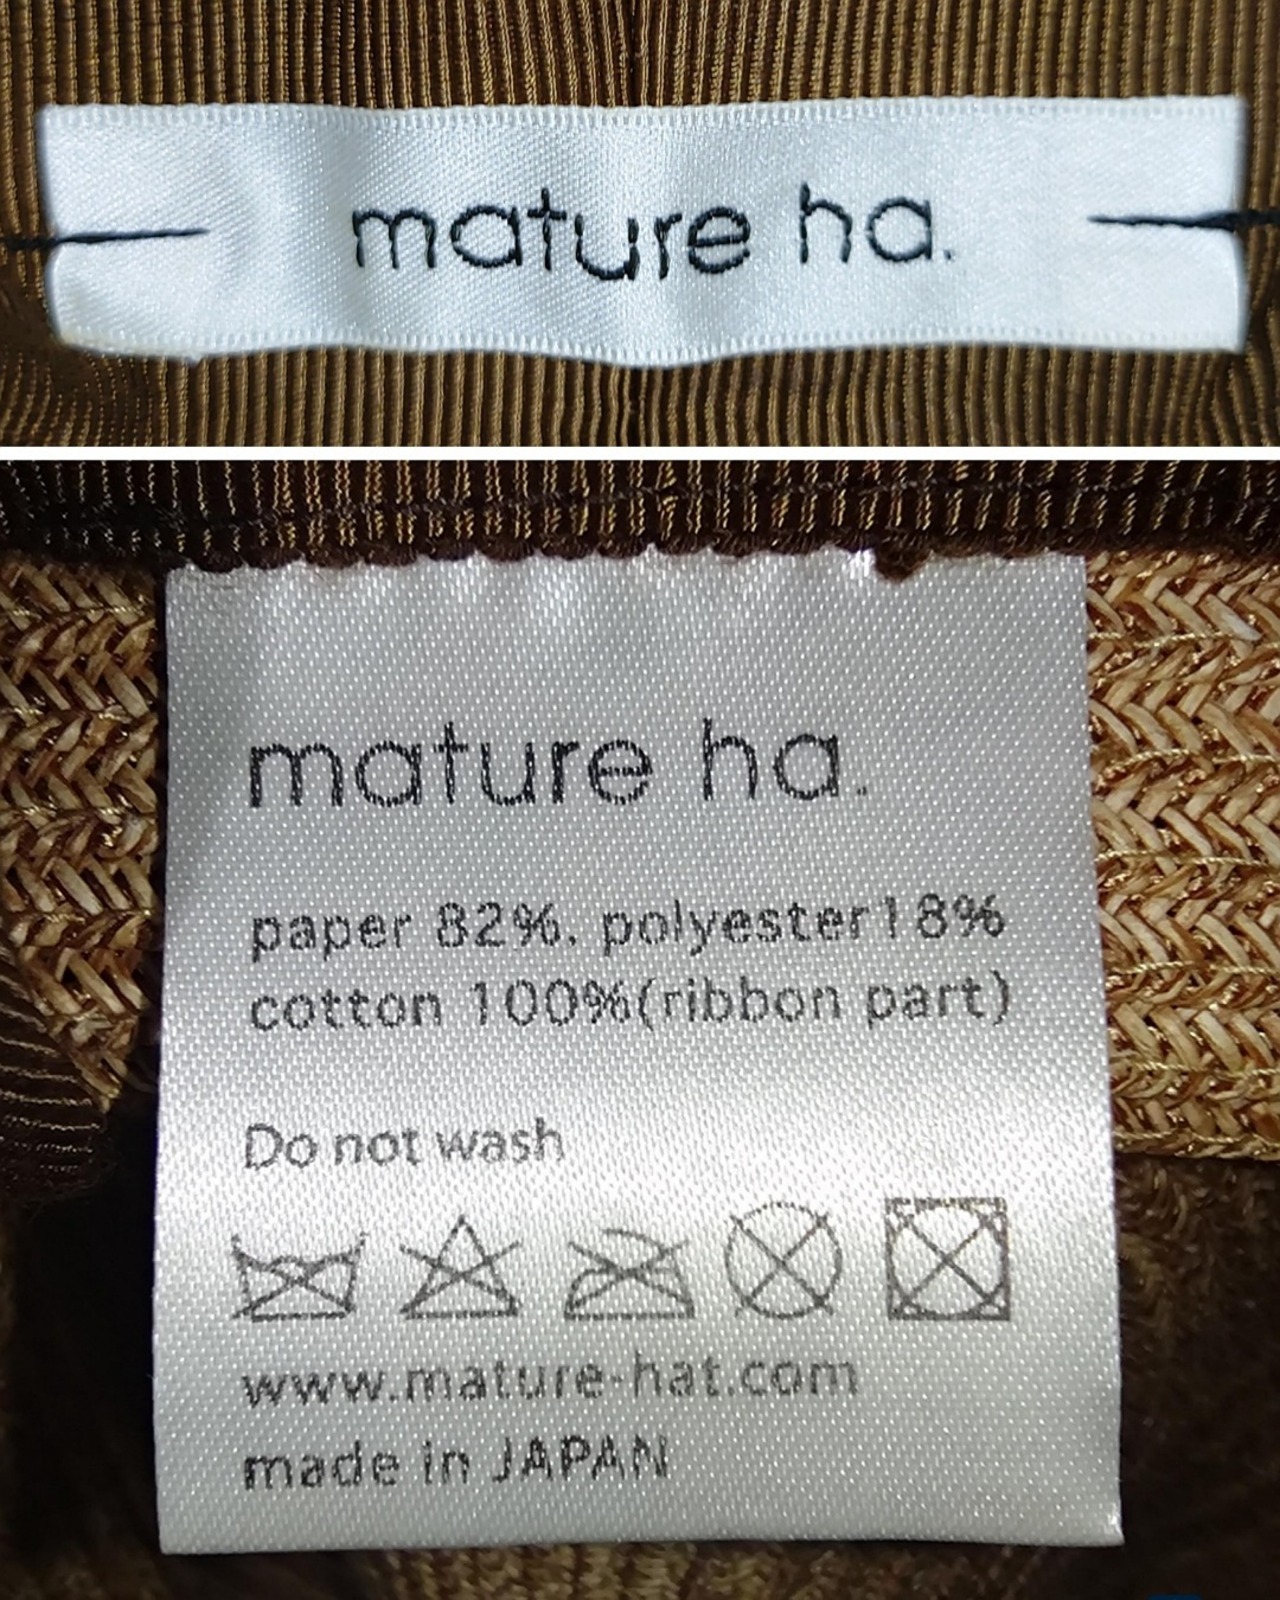 mature ha.
mature ha.
paper 82%. polyester18%
cotton 100%(ribbon part)
Do not wash
www.mature-hat.com
made in JAPAN